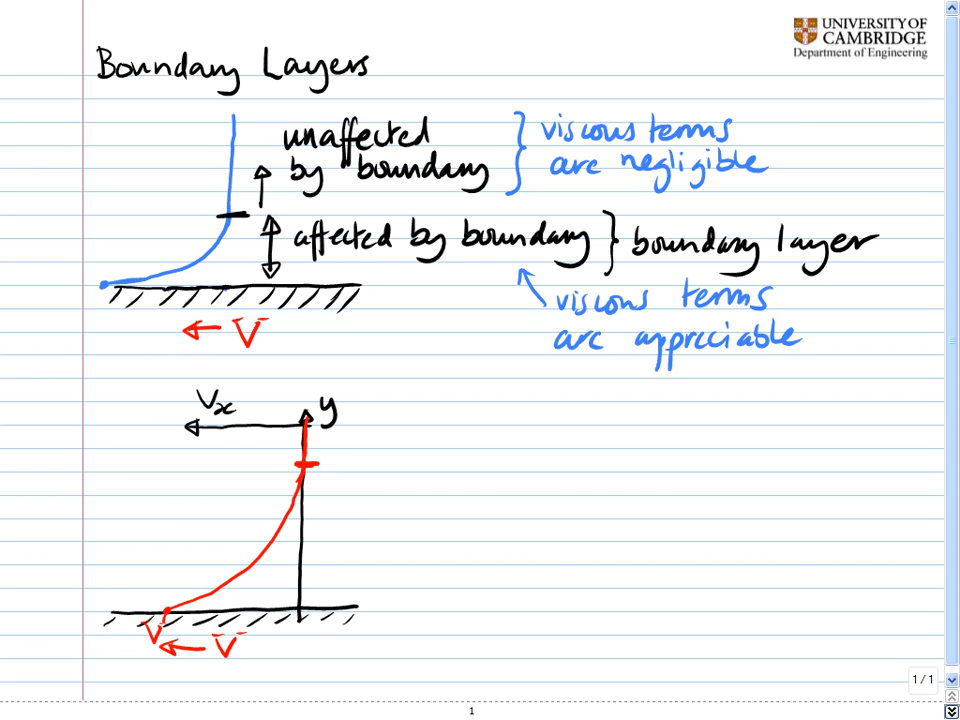 UNIVERSITY OF
CAMBRIDGE
Department of Engineering
Boundary Layers
unaffected
by boundary
viscous terms
are negligible
affected by boundary
boundary layer
viscous terms
are appreciable
V
Vx
y
V
V
1 / 1
1